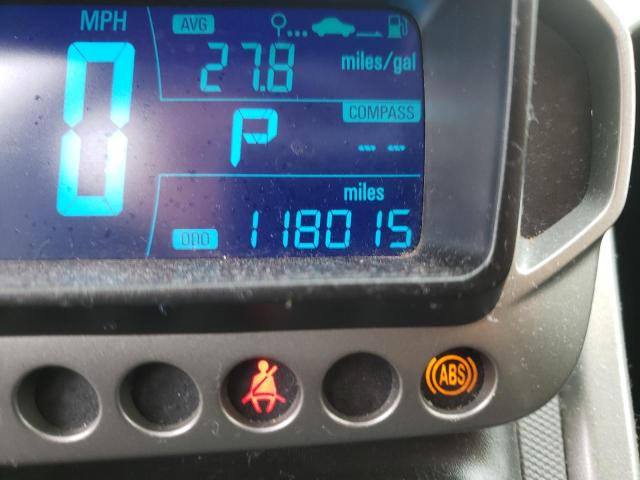 MPH
AVG
27.8 miles/gal
0
P
COMPASS
-- --
miles
ODO 118015
ABS